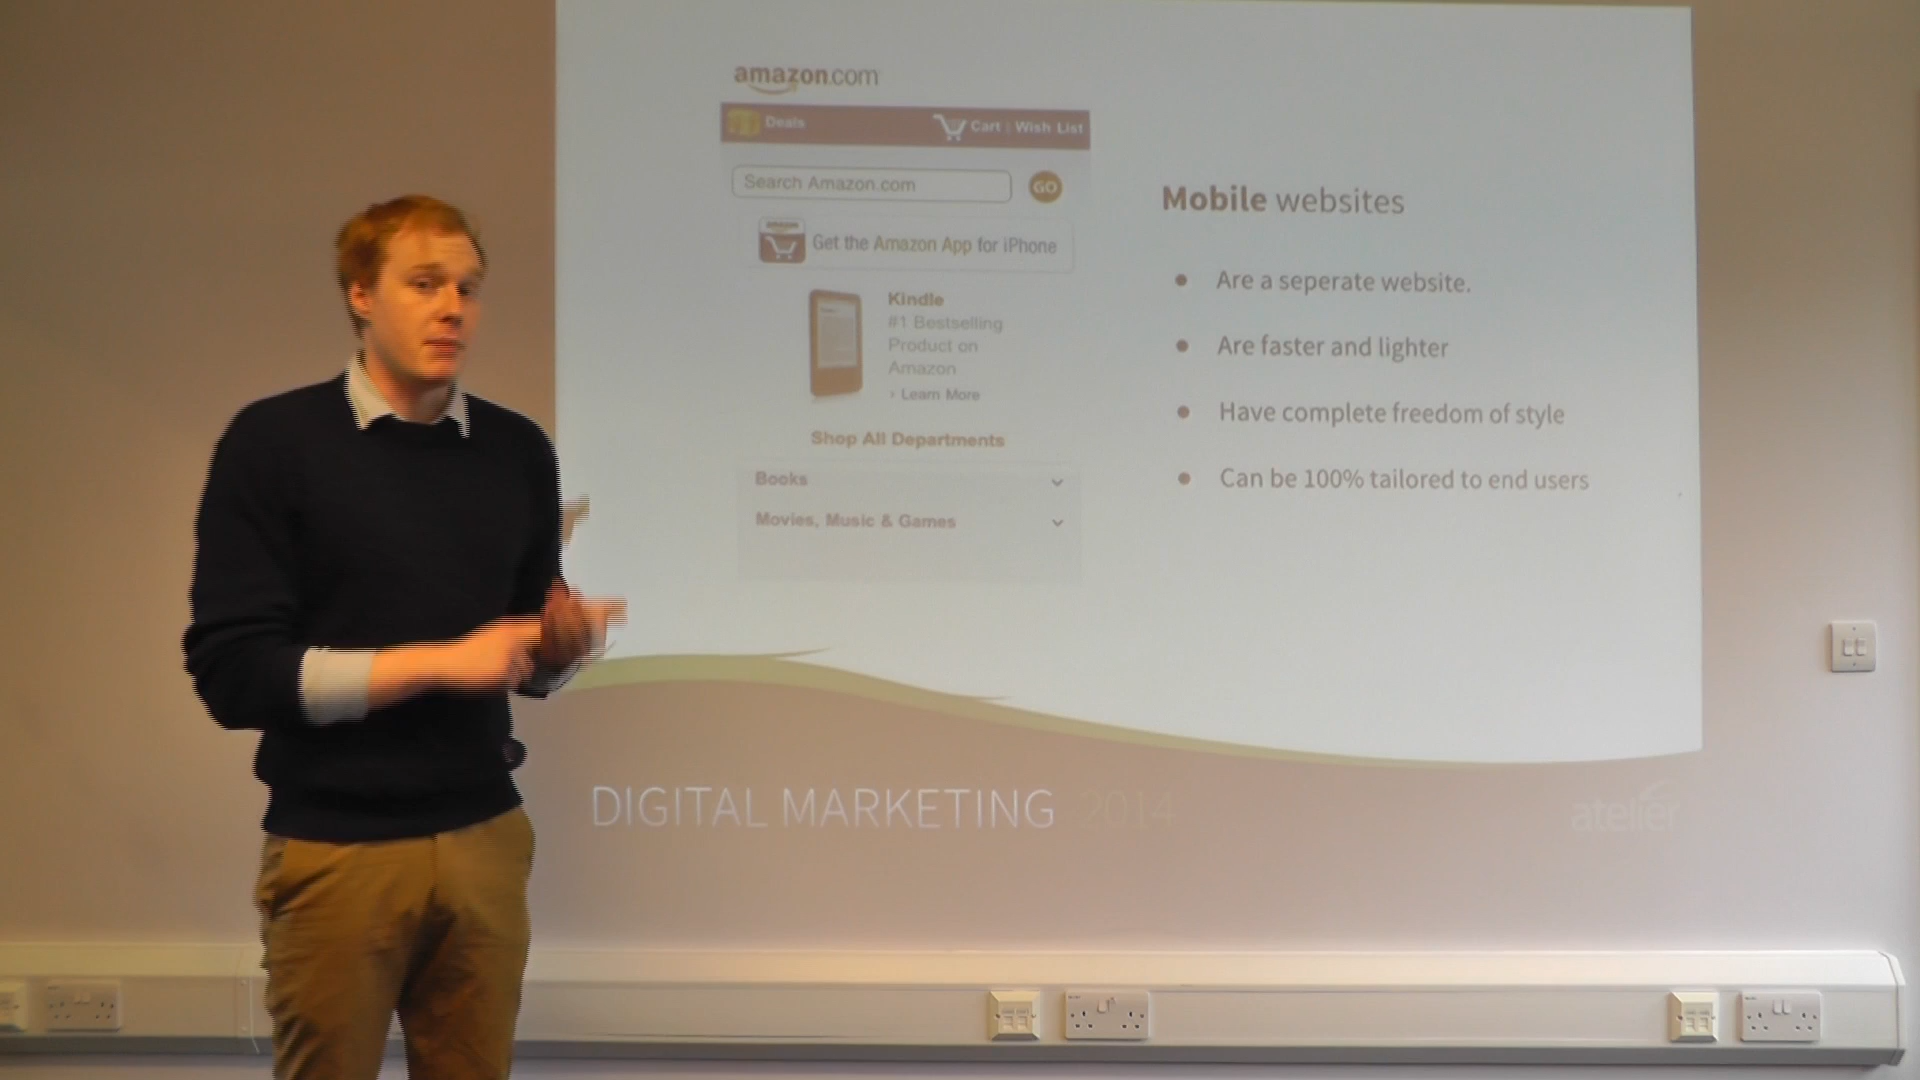 amazon.com
Deals
Cart | Wish List
Search Amazon.com
GO
amazon
Get the Amazon App for iPhone
Kindle
#1 Bestselling
Product on
Amazon
› Learn More
Shop All Departments
Books
Movies, Music & Games
Mobile websites
• Are a seperate website.
• Are faster and lighter
• Have complete freedom of style
• Can be 100% tailored to end users
DIGITAL MARKETING 2014
atelier